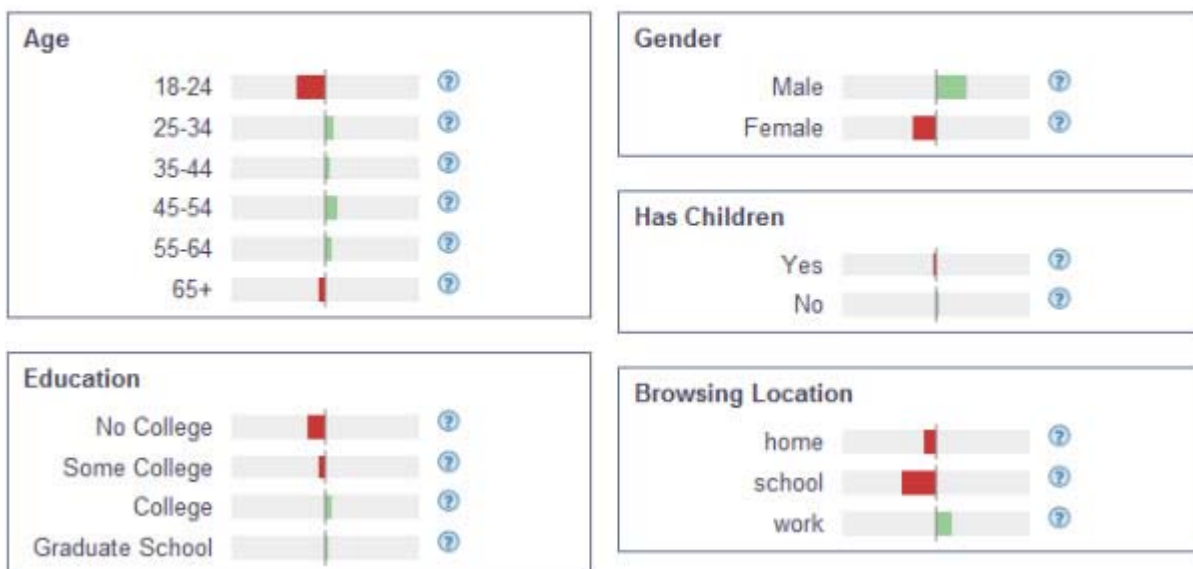 Age
18-24 ?
25-34 ?
35-44 ?
45-54 ?
55-64 ?
65+ ?
Education
No College ?
Some College ?
College ?
Graduate School ?
Gender
Male ?
Female ?
Has Children
Yes ?
No ?
Browsing Location
home ?
school ?
work ?